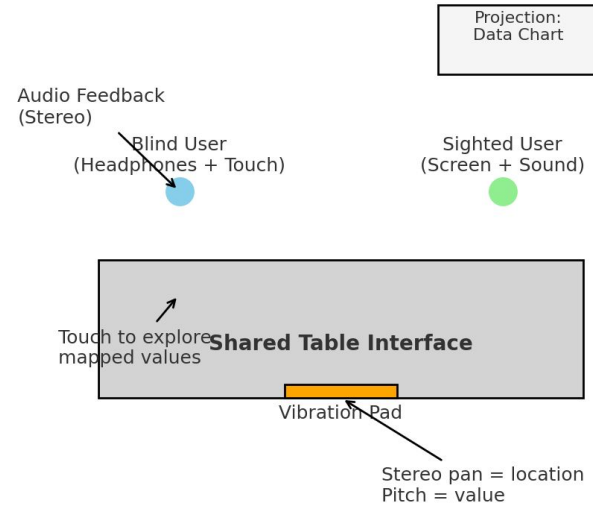 Projection:
Data Chart
Audio Feedback
(Stereo)
Blind User
(Headphones + Touch)
Sighted User
(Screen + Sound)
Touch to explore
mapped values
Shared Table Interface
Vibration Pad
Stereo pan = location
Pitch = value